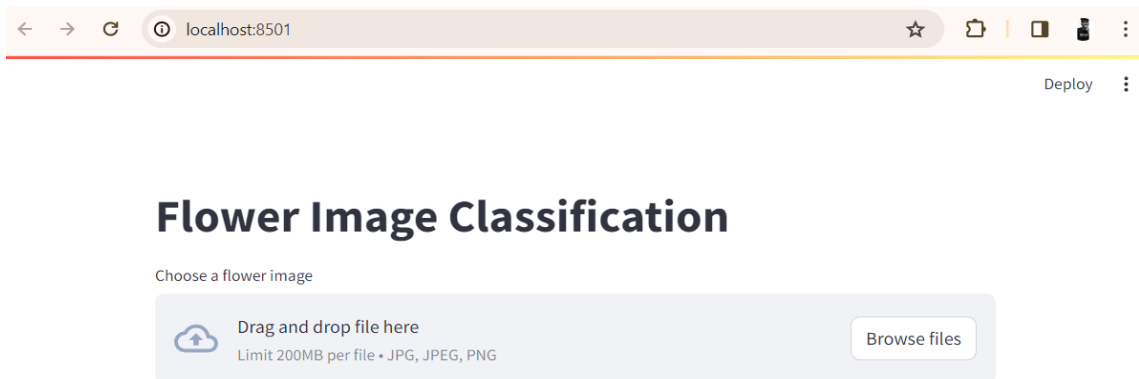 localhost:8501
Deploy
Flower Image Classification
Choose a flower image
Drag and drop file here
Limit 200MB per file • JPG, JPEG, PNG
Browse files